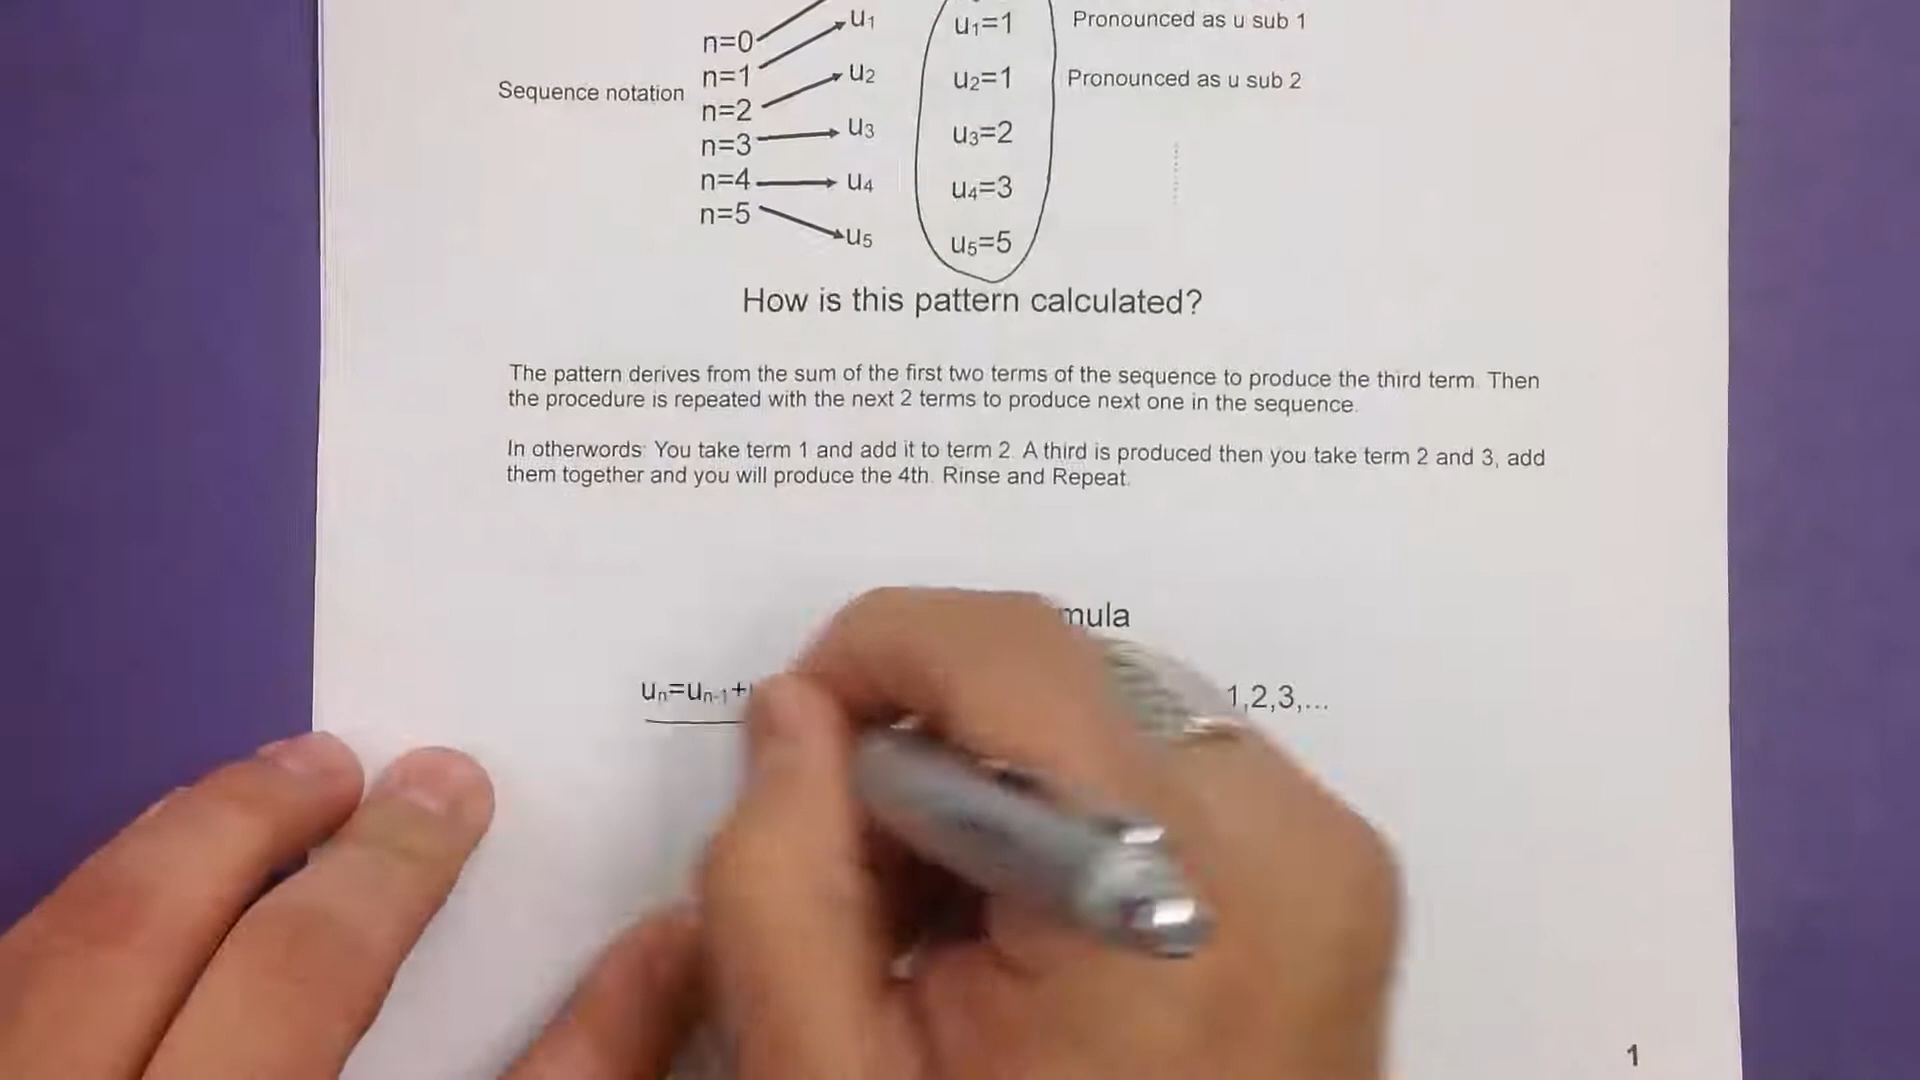 n=0
n=1
n=2
n=3
n=4
n=5
Sequence notation
u₁
u₂
u₃
u₄
u₅
u₁=1
u₂=1
u₃=2
u₄=3
u₅=5
Pronounced as u sub 1
Pronounced as u sub 2
How is this pattern calculated?
The pattern derives from the sum of the first two terms of the sequence to produce the third term. Then
the procedure is repeated with the next 2 terms to produce next one in the sequence.
In otherwords: You take term 1 and add it to term 2. A third is produced then you take term 2 and 3, add
them together and you will produce the 4th. Rinse and Repeat.
mula
uₙ=uₙ₋₁+
1,2,3,...
1